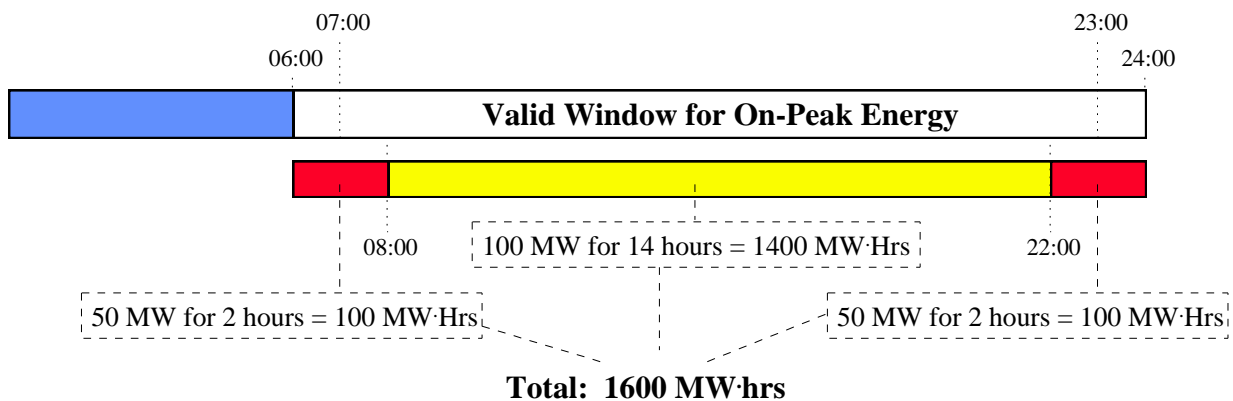 07:00
23:00
06:00
24:00
Valid Window for On-Peak Energy
08:00
100 MW for 14 hours = 1400 MW·Hrs
22:00
50 MW for 2 hours = 100 MW·Hrs
50 MW for 2 hours = 100 MW·Hrs
Total: 1600 MW·hrs